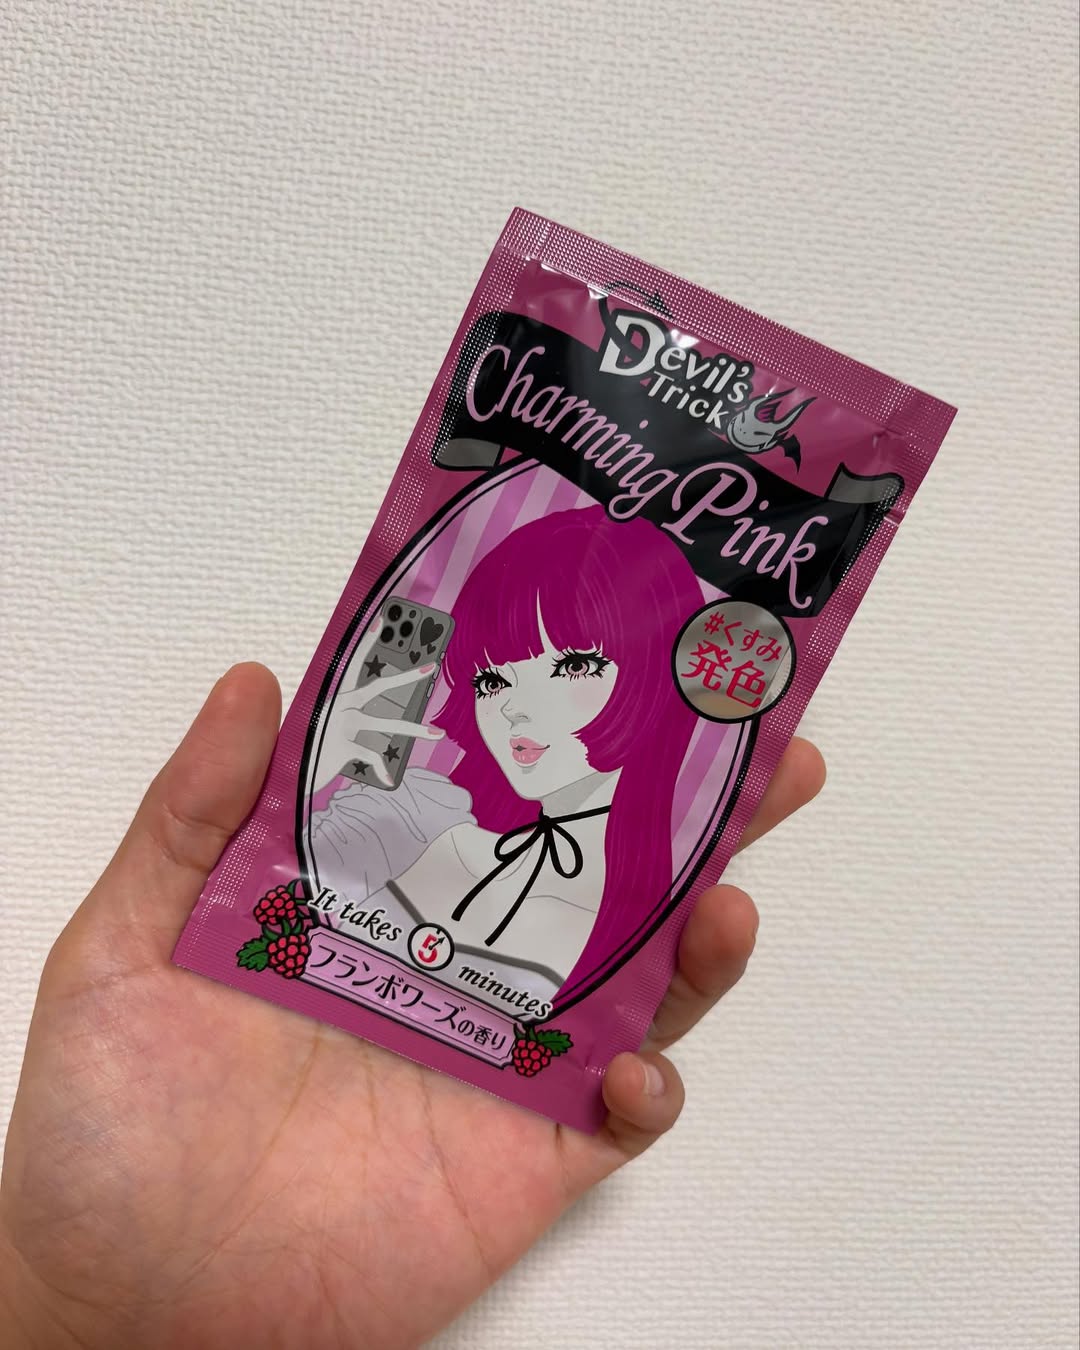 Devil's
Trick
Charming Pink
#くすみ
発色
It takes 5 minutes
フランボワーズの香り